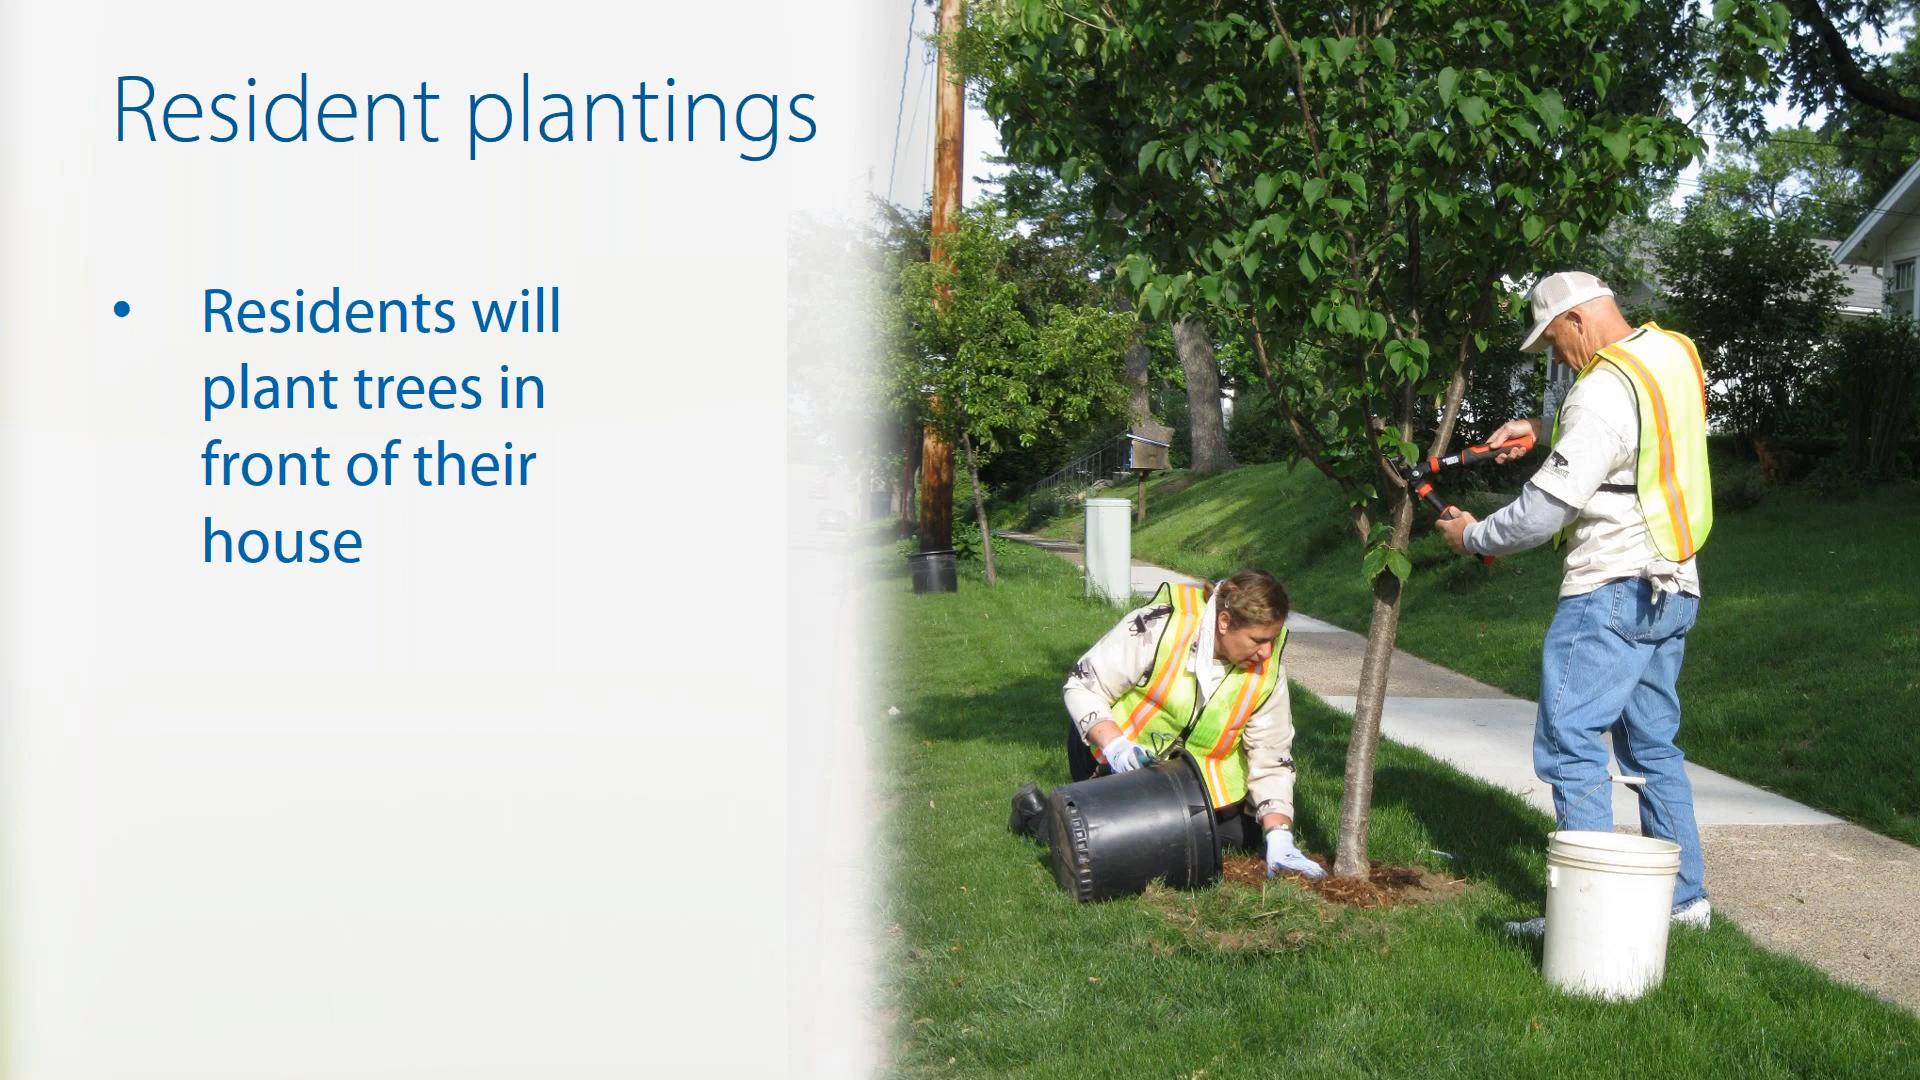 Resident plantings
• Residents will
plant trees in
front of their
house